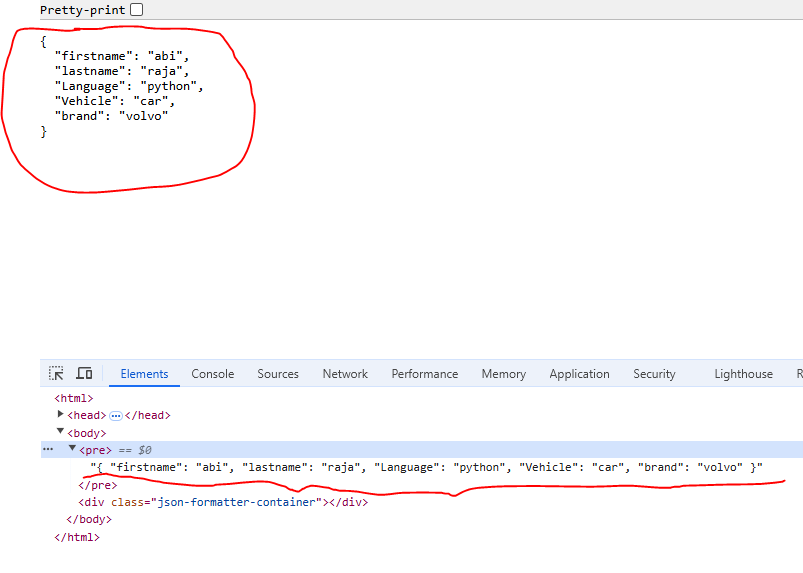 Pretty-print
{
"firstname": "abi",
"lastname": "raja",
"Language": "python",
"Vehicle": "car",
"brand": "volvo"
}
Elements Console Sources Network Performance Memory Application Security Lighthouse R
<html>
<head> ••• </head>
<body>
••• <pre> == $0
"{ "firstname": "abi", "lastname": "raja", "Language": "python", "Vehicle": "car", "brand": "volvo" }"
</pre>
<div class="json-formatter-container"></div>
</body>
</html>